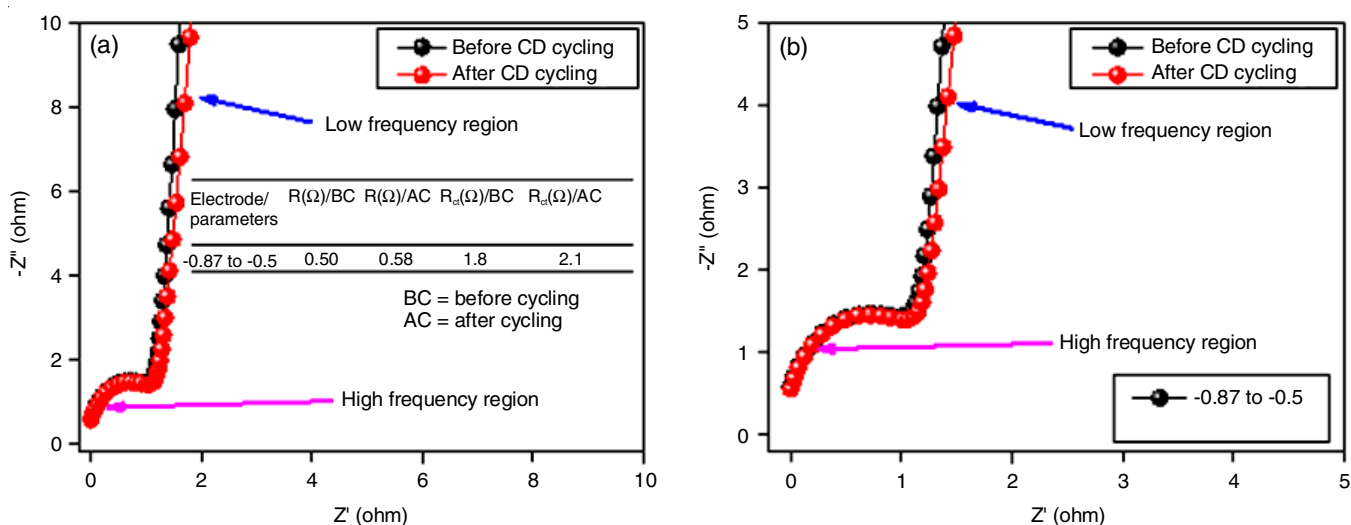 (a)
Before CD cycling
After CD cycling
Low frequency region
Electrode/ parameters R(Ω)/BC R(Ω)/AC Rct(Ω)/BC Rct(Ω)/AC
-0.87 to -0.5 0.50 0.58 1.8 2.1
BC = before cycling
AC = after cycling
High frequency region
10
8
6
4
2
0
-Z" (ohm)
0 2 4 6 8 10
Z' (ohm)
(b)
Before CD cycling
After CD cycling
Low frequency region
High frequency region
-0.87 to -0.5
5
4
3
2
1
0
-Z" (ohm)
0 1 2 3 4 5
Z' (ohm)